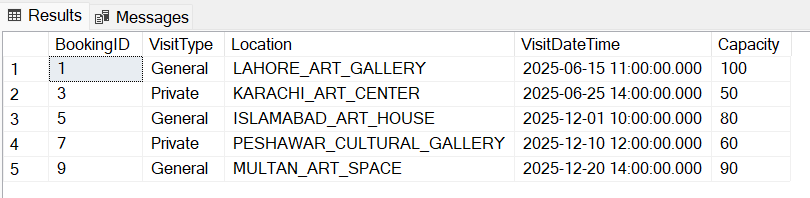 Results Messages
BookingID VisitType Location VisitDateTime Capacity
1 1 General LAHORE_ART_GALLERY 2025-06-15 11:00:00.000 100
2 3 Private KARACHI_ART_CENTER 2025-06-25 14:00:00.000 50
3 5 General ISLAMABAD_ART_HOUSE 2025-12-01 10:00:00.000 80
4 7 Private PESHAWAR_CULTURAL_GALLERY 2025-12-10 12:00:00.000 60
5 9 General MULTAN_ART_SPACE 2025-12-20 14:00:00.000 90